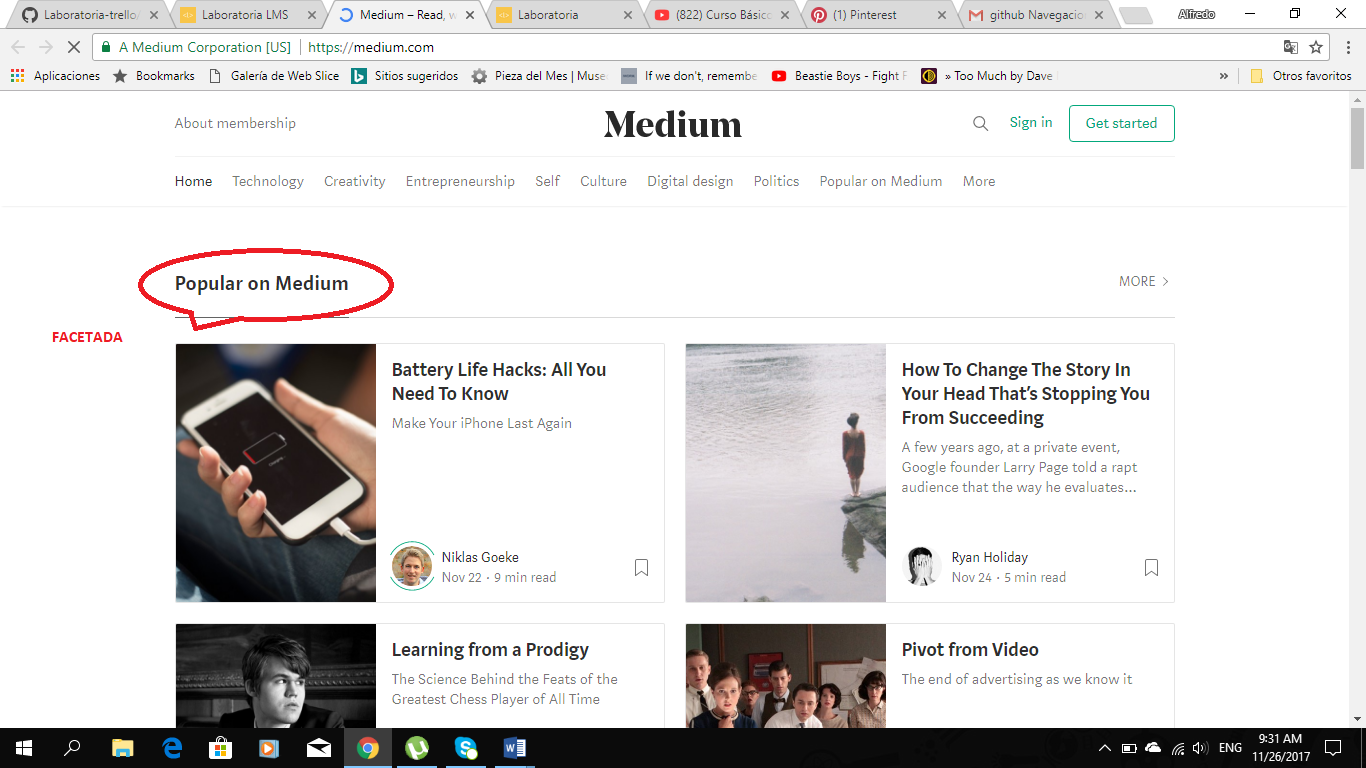 Laboratoria-trello/
Laboratoria LMS
Medium – Read, w
Laboratoria
(822) Curso Básic
(1) Pinterest
github Navegacio
Alfredo
A Medium Corporation [US]
https://medium.com
Aplicaciones
Bookmarks
Galería de Web Slice
Sitios sugeridos
Pieza del Mes | Muse
If we don't, remembe
Beastie Boys - Fight F
» Too Much by Dave
»
Otros favoritos
About membership
Medium
Sign in
Get started
Home
Technology
Creativity
Entrepreneurship
Self
Culture
Digital design
Politics
Popular on Medium
More
Popular on Medium
MORE
FACETADA
Battery Life Hacks: All You
Need To Know
Make Your iPhone Last Again
Niklas Goeke
Nov 22 · 9 min read
How To Change The Story In
Your Head That's Stopping You
From Succeeding
A few years ago, at a private event,
Google founder Larry Page told a rapt
audience that the way he evaluates...
Ryan Holiday
Nov 24 · 5 min read
Learning from a Prodigy
The Science Behind the Feats of the
Greatest Chess Player of All Time
Pivot from Video
The end of advertising as we know it
ENG
9:31 AM
11/26/2017